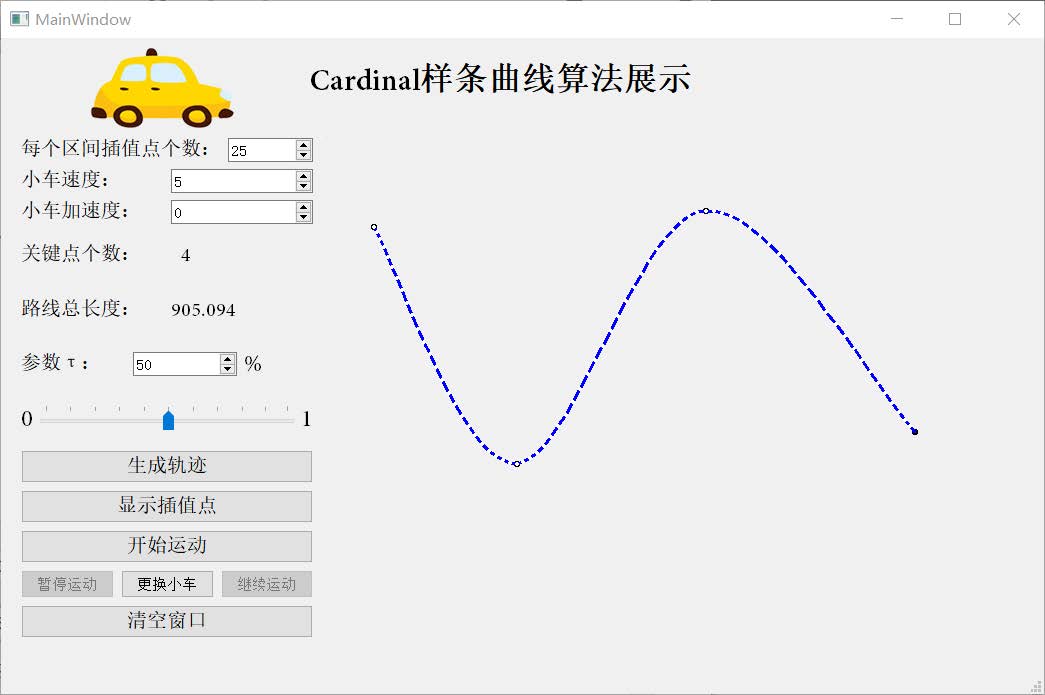 MainWindow
Cardinal样条曲线算法展示
每个区间插值点个数： 25
小车速度： 5
小车加速度： 0
关键点个数： 4
路线总长度： 905.094
参数τ： 50 %
0 1
生成轨迹
显示插值点
开始运动
暂停运动 更换小车 继续运动
清空窗口